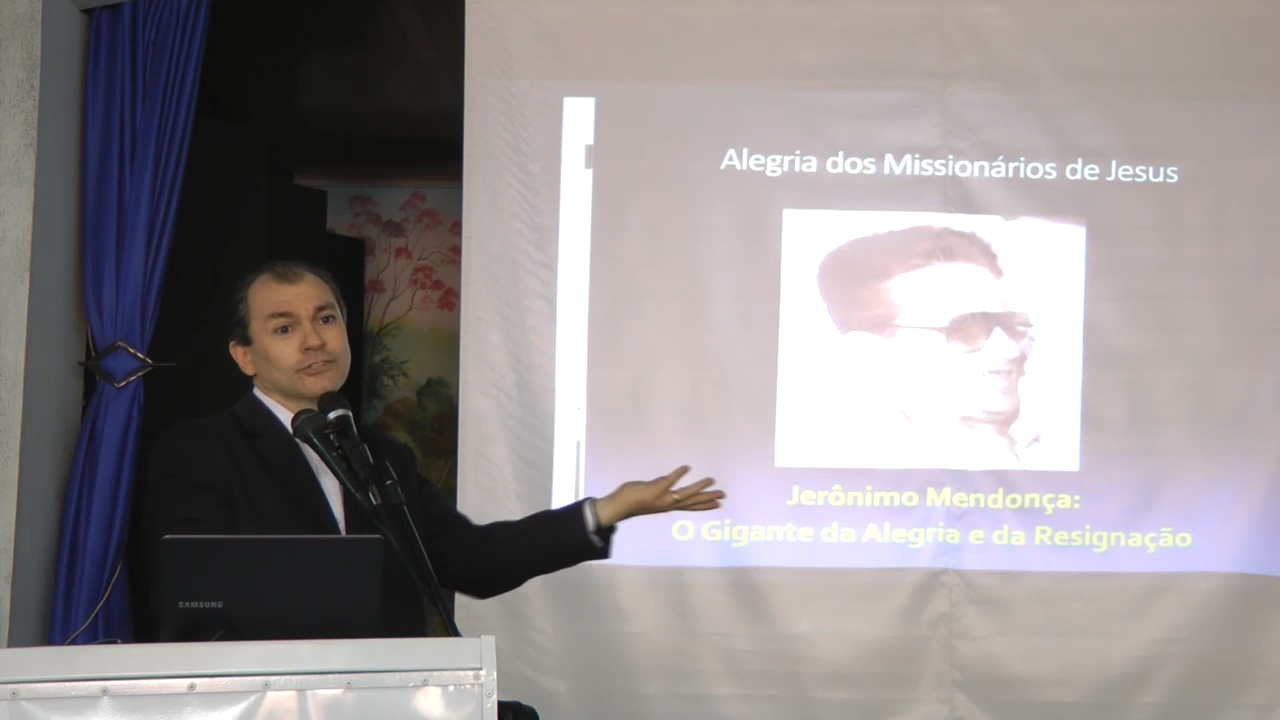 Alegria dos Missionários de Jesus
Jerônimo Mendonça:
O Gigante da Alegria e da Resignação
SAMSUNG